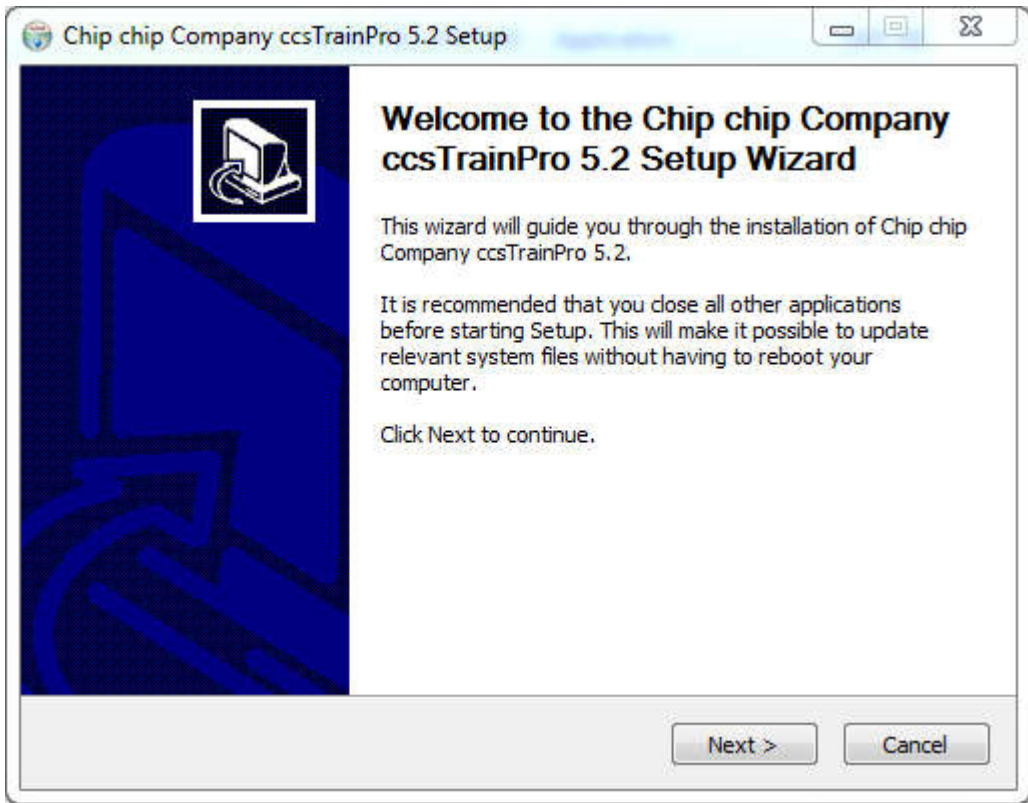 Chip chip Company ccsTrainPro 5.2 Setup
Welcome to the Chip chip Company
ccsTrainPro 5.2 Setup Wizard
This wizard will guide you through the installation of Chip chip
Company ccsTrainPro 5.2.
It is recommended that you close all other applications
before starting Setup. This will make it possible to update
relevant system files without having to reboot your
computer.
Click Next to continue.
Next >
Cancel